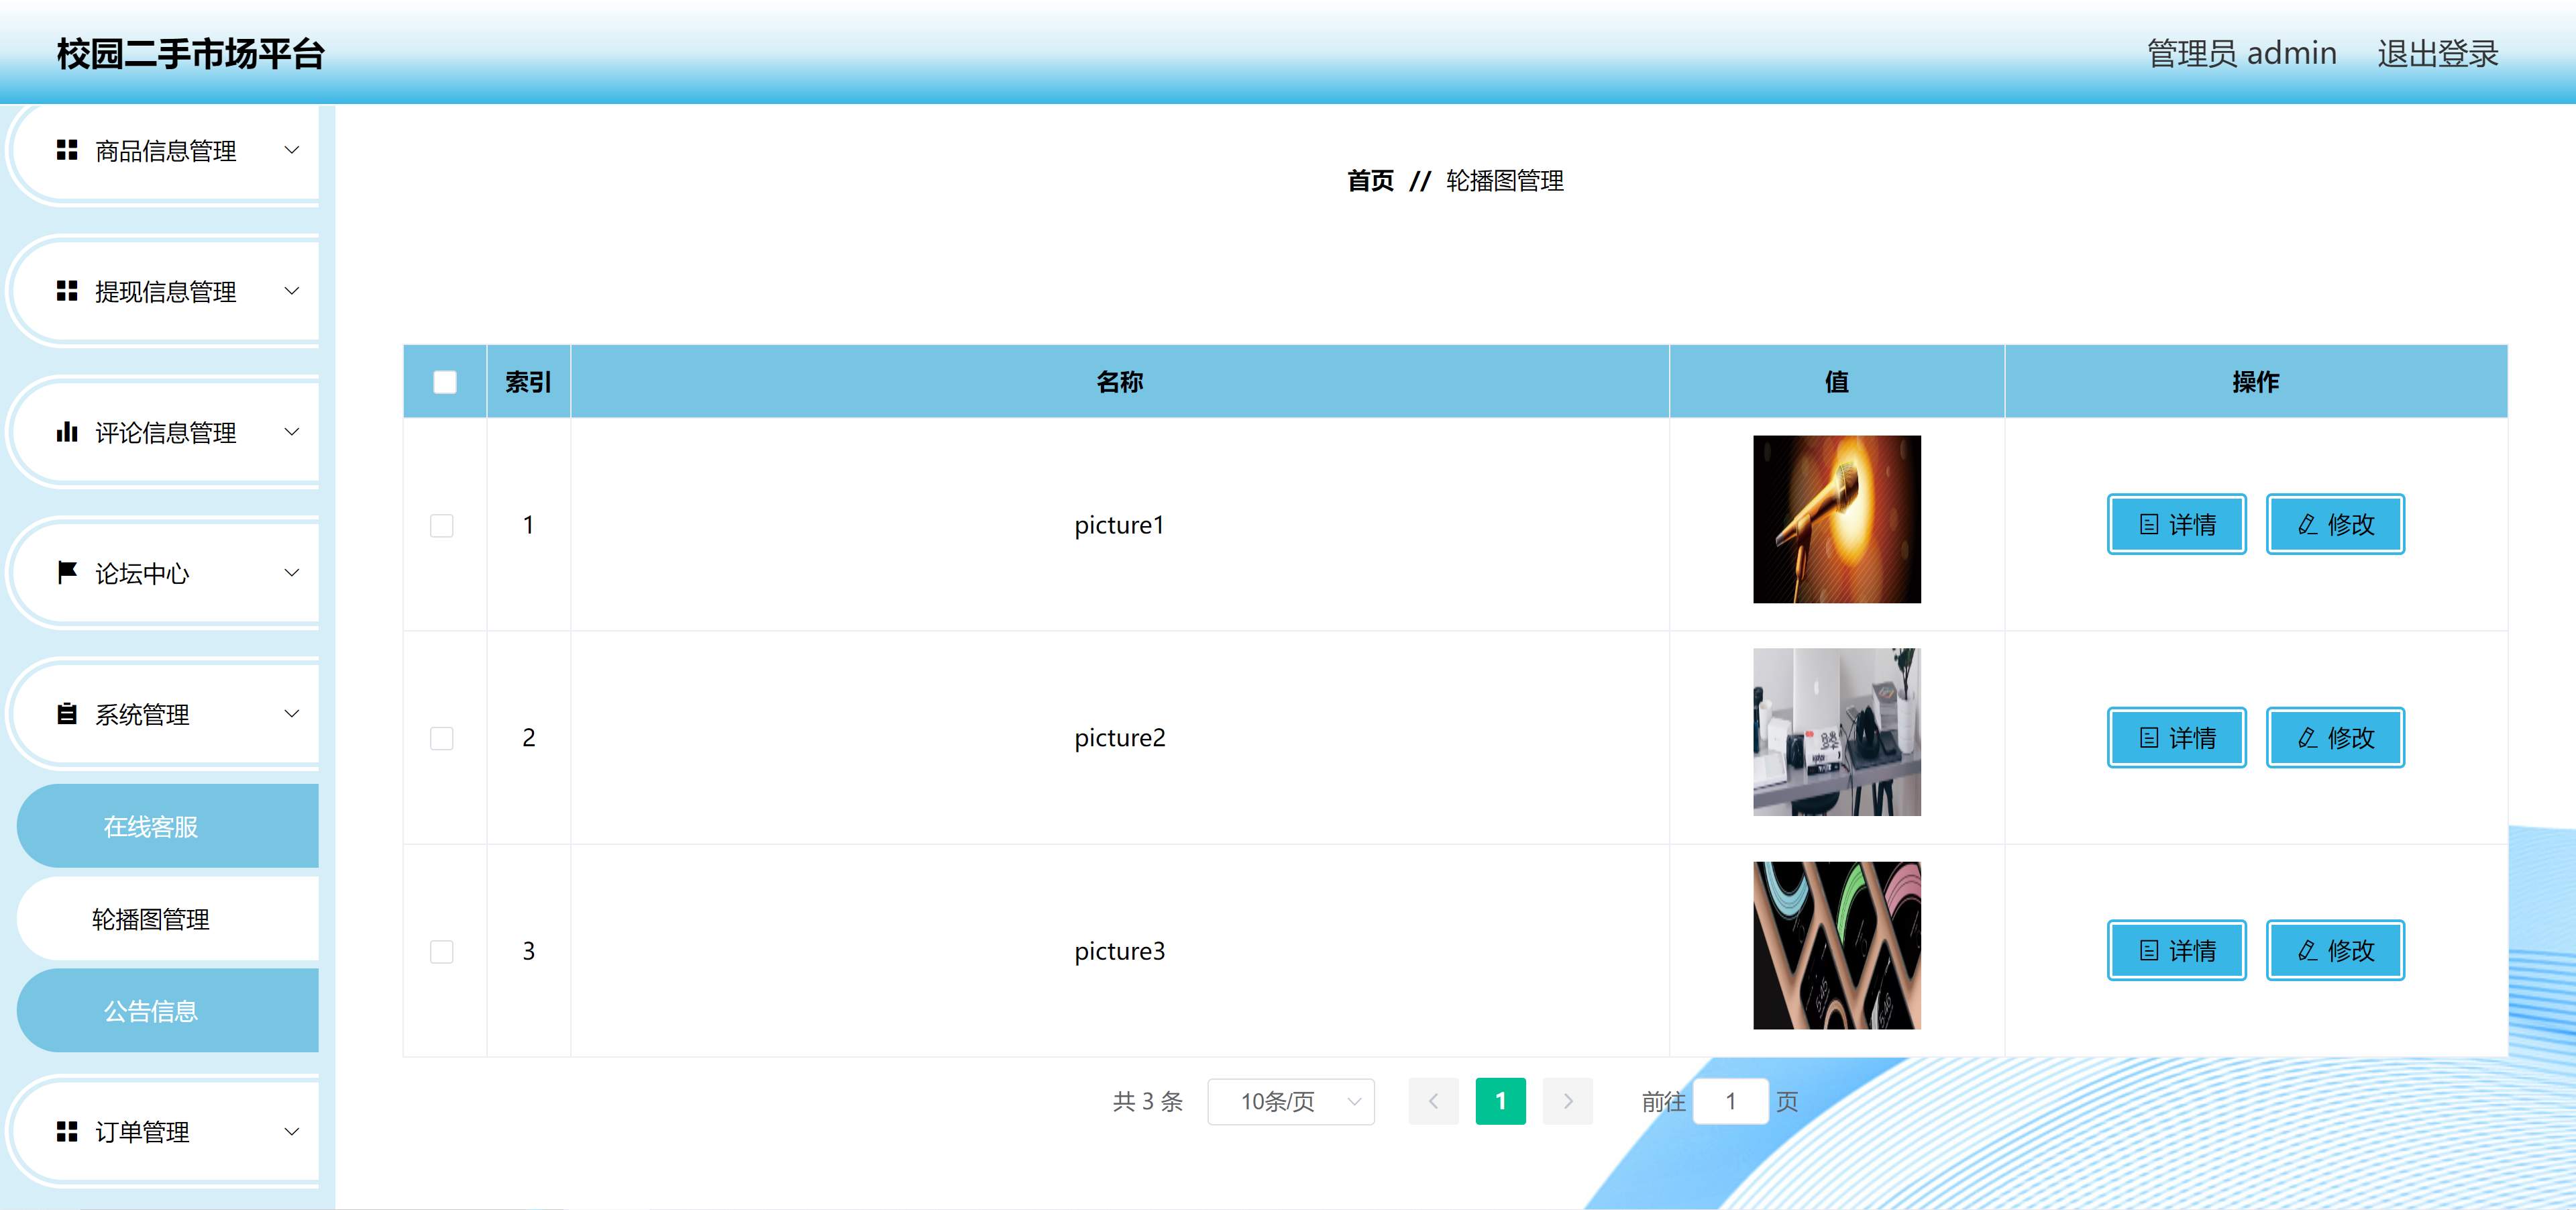 校园二手市场平台
管理员 admin 退出登录
商品信息管理
提现信息管理
评论信息管理
论坛中心
系统管理
在线客服
轮播图管理
公告信息
订单管理
首页 // 轮播图管理
索引 名称 值 操作
1 picture1 详情 修改
2 picture2 详情 修改
3 picture3 详情 修改
共 3 条 10条/页 1 前往 1 页